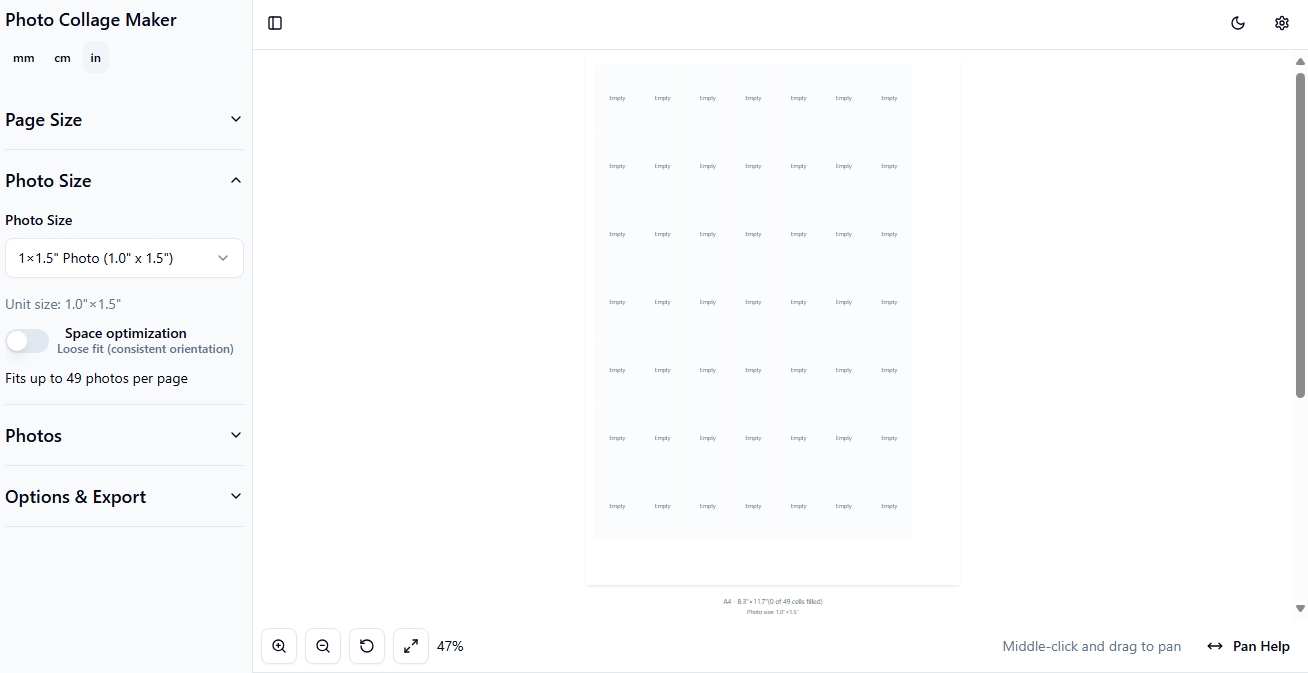 Photo Collage Maker
mm cm in
Page Size
Photo Size
Photo Size
1×1.5" Photo (1.0" x 1.5")
Unit size: 1.0"×1.5"
Space optimization
Loose fit (consistent orientation)
Fits up to 49 photos per page
Photos
Options & Export
Empty Empty Empty Empty Empty Empty Empty
Empty Empty Empty Empty Empty Empty Empty
Empty Empty Empty Empty Empty Empty Empty
Empty Empty Empty Empty Empty Empty Empty
Empty Empty Empty Empty Empty Empty Empty
Empty Empty Empty Empty Empty Empty Empty
Empty Empty Empty Empty Empty Empty Empty
A4 · 8.3"×11.7"(0 of 49 cells filled)
Photo size: 1.0"×1.5"
47% Middle-click and drag to pan Pan Help